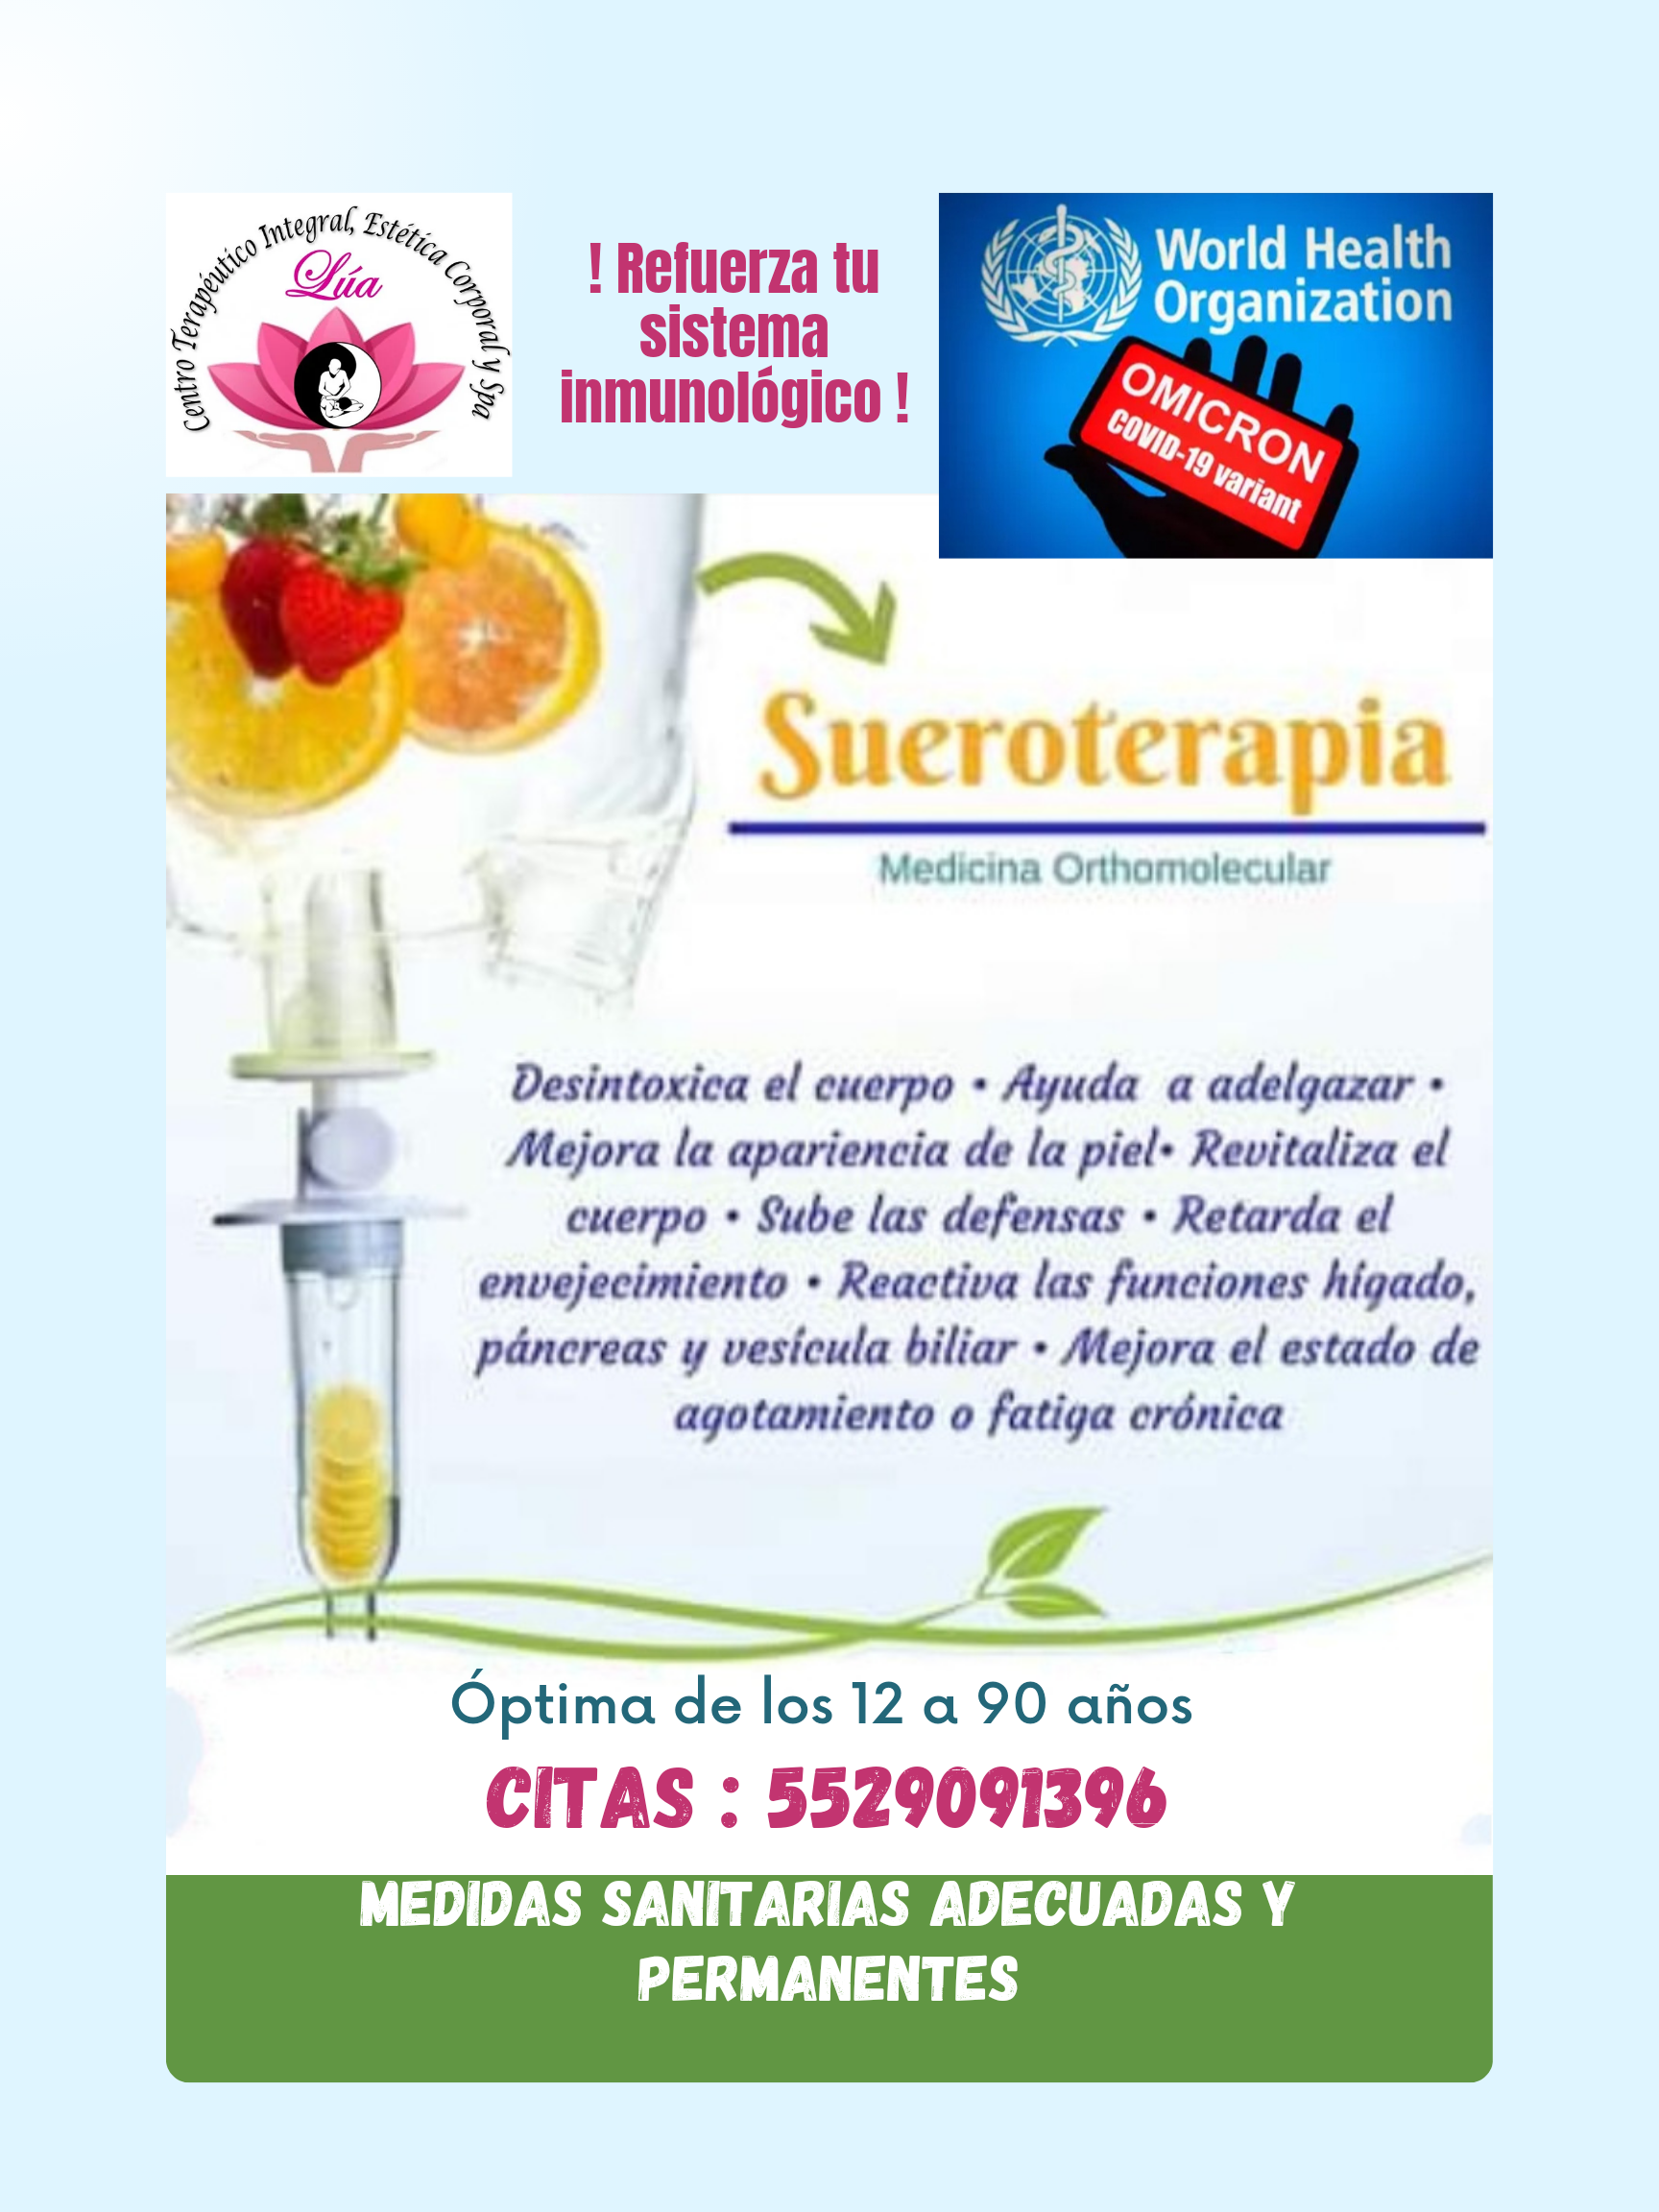 Centro Terapéutico Integral, Estética Corporal y Spa
Lúa
! Refuerza tu
sistema
inmunológico !
World Health
Organization
OMICRON
COVID-19 variant
Sueroterapia
Medicina Orthomolecular
Desintoxica el cuerpo • Ayuda a adelgazar •
Mejora la apariencia de la piel• Revitaliza el
cuerpo • Sube las defensas • Retarda el
envejecimiento • Reactiva las funciones hígado,
páncreas y vesícula biliar • Mejora el estado de
agotamiento o fatiga crónica
Óptima de los 12 a 90 años
CITAS : 5529091396
MEDIDAS SANITARIAS ADECUADAS Y
PERMANENTES